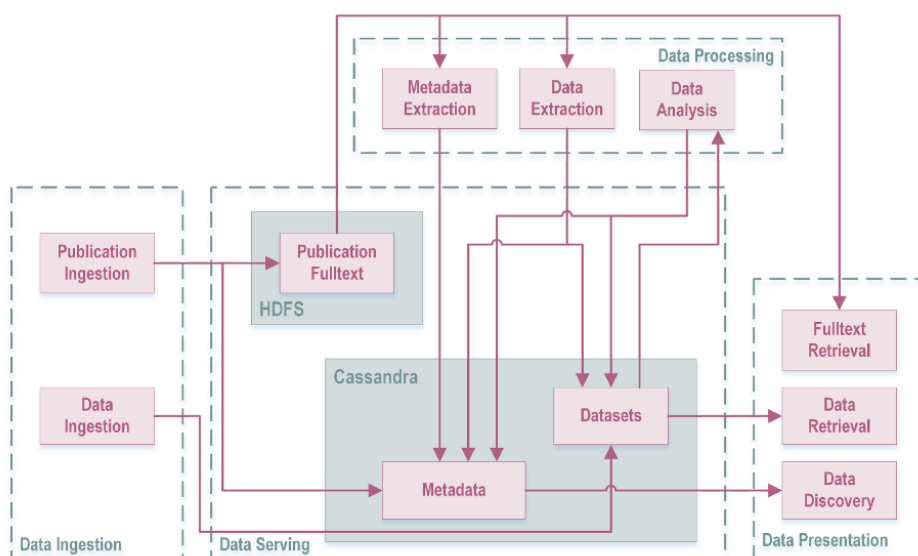 Data Processing
Metadata
Extraction
Data
Extraction
Data
Analysis
Publication
Ingestion
Publication
Fulltext
HDFS
Fulltext
Retrieval
Cassandra
Data
Ingestion
Datasets
Data
Retrieval
Metadata
Data
Discovery
Data Ingestion
Data Serving
Data Presentation